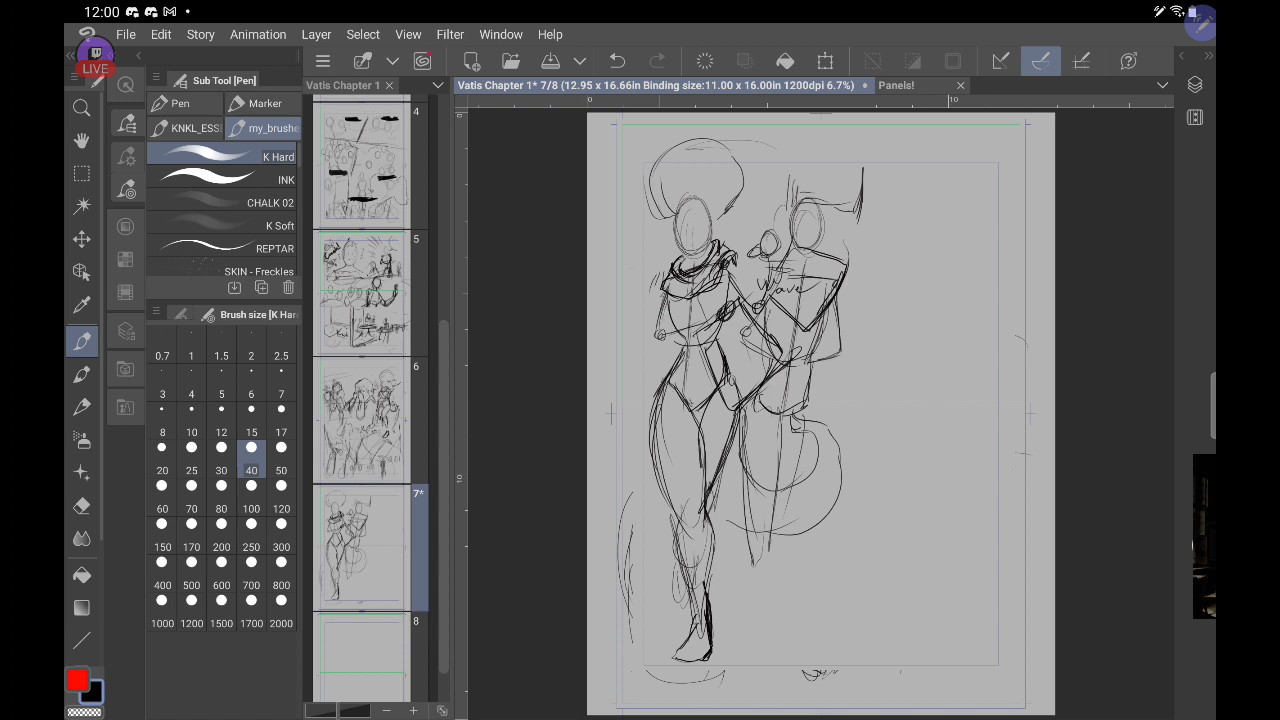 12:00
File Edit Story Animation Layer Select View Filter Window Help
LIVE
Sub Tool [Pen]
Vatis Chapter 1
Vatis Chapter 1* 7/8 (12.95 x 16.66in Binding size:11.00 x 16.00in 1200dpi 6.7%)
Panels!
Pen
Marker
KNKL_ESS
my_brushe
K Hard
INK
CHALK 02
K Soft
REPTAR
SKIN - Freckles
Brush size [K Har
0.7 1 1.5 2 2.5
3 4 5 6 7
8 10 12 15 17
20 25 30 40 50
60 70 80 100 120
150 170 200 250 300
400 500 600 700 800
1000 1200 1500 1700 2000
4
5
6
7*
8
0
10
0
10
Wave